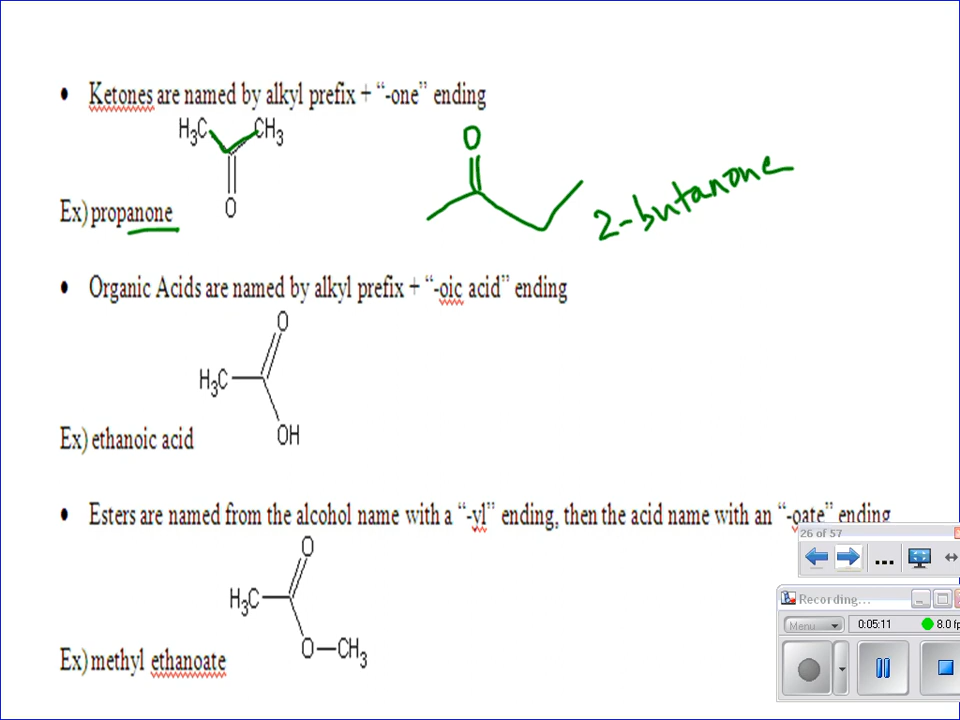 • Ketones are named by alkyl prefix + “-one” ending
H₃C CH₃
O
O
Ex) propanone
2-butanone
• Organic Acids are named by alkyl prefix + “-oic acid” ending
O
H₃C
OH
Ex) ethanoic acid
• Esters are named from the alcohol name with a “-yl” ending, then the acid name with an “-oate” ending
26 of 57
O
H₃C
Recording...
Menu 0:05:11 8.0 fp
O—CH₃
Ex) methyl ethanoate